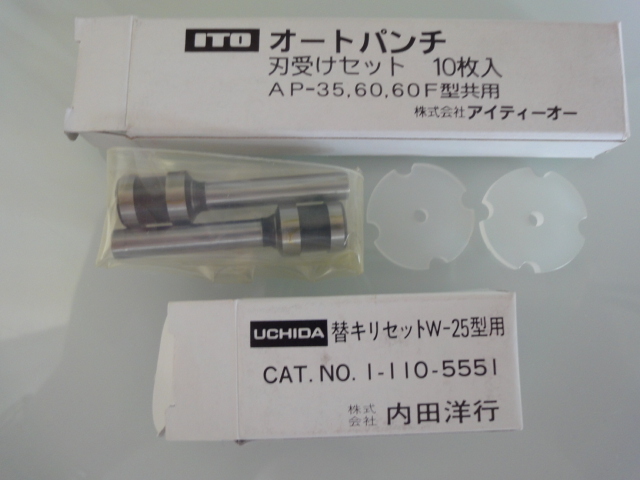 ITO オートパンチ
刃受けセット 10枚入
AP-35,60,60F型共用
株式会社 アイティーオー
UCHIDA 替キリセットW-25型用
CAT. NO. 1-110-5551
株式会社 内田洋行